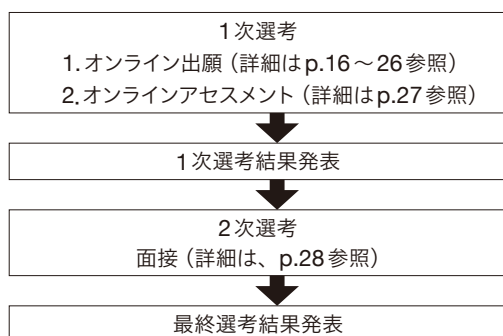 1次選考
1.オンライン出願（詳細はp.16～26参照）
2.オンラインアセスメント（詳細はp.27参照）
1次選考結果発表
2次選考
面接（詳細は、p.28参照）
最終選考結果発表